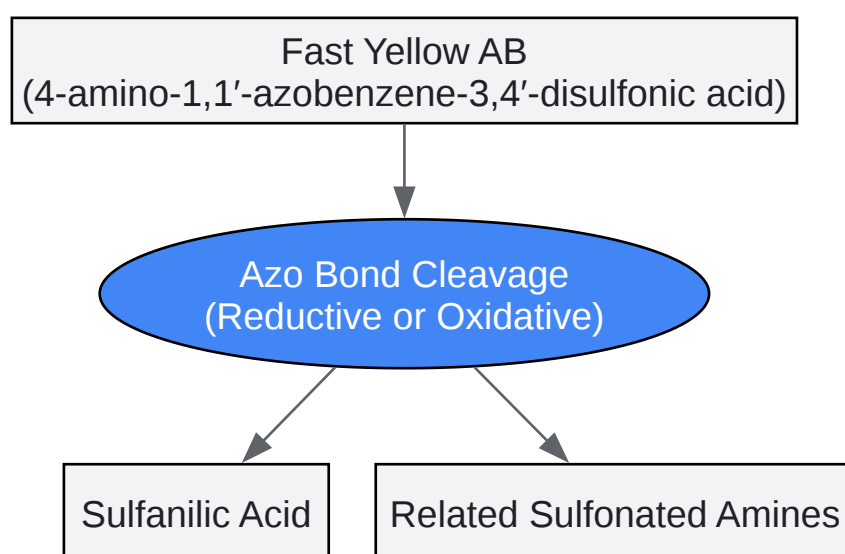 Fast Yellow AB
(4-amino-1,1′-azobenzene-3,4′-disulfonic acid)
Azo Bond Cleavage
(Reductive or Oxidative)
Sulfanilic Acid
Related Sulfonated Amines